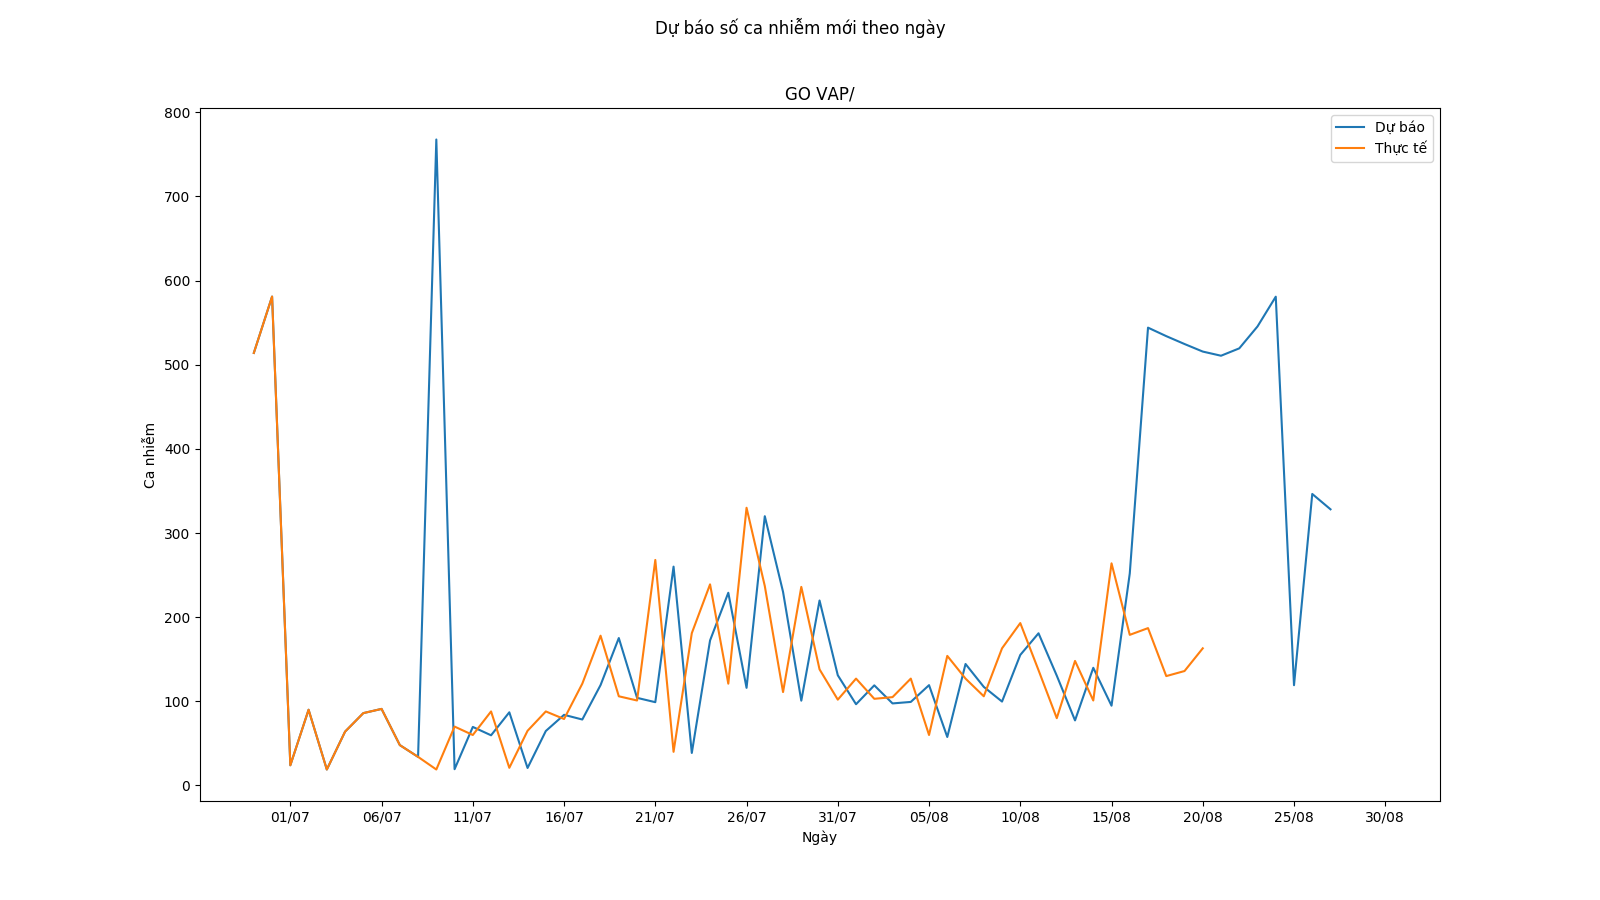 Dự báo số ca nhiễm mới theo ngày
GO VAP/
Dự báo
Thực tế
800
700
600
500
400
300
200
100
0
Ca nhiễm
01/07 06/07 11/07 16/07 21/07 26/07 31/07 05/08 10/08 15/08 20/08 25/08 30/08
Ngày